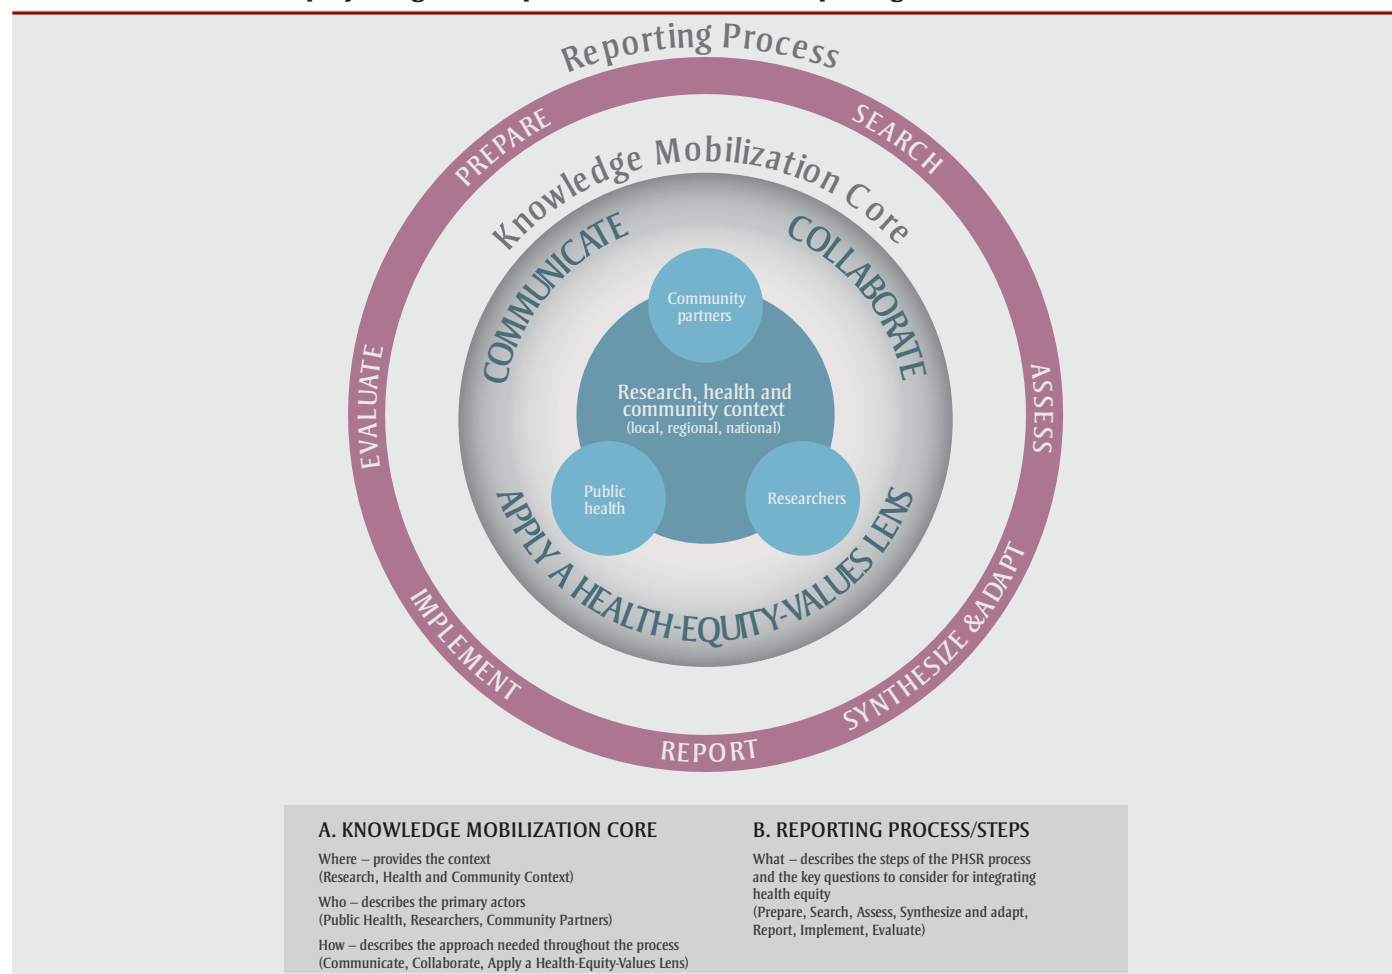 Reporting Process
PREPARE
SEARCH
Knowledge Mobilization Core
COMMUNICATE
COLLABORATE
Community
partners
EVALUATE
ASSESS
Research, health and
community context
(local, regional, national)
Public
health
Researchers
APPLY A HEALTH-EQUITY-VALUES LENS
IMPLEMENT
SYNTHESIZE &ADAPT
REPORT
A. KNOWLEDGE MOBILIZATION CORE
Where – provides the context
(Research, Health and Community Context)
Who – describes the primary actors
(Public Health, Researchers, Community Partners)
How – describes the approach needed throughout the process
(Communicate, Collaborate, Apply a Health-Equity-Values Lens)
B. REPORTING PROCESS/STEPS
What – describes the steps of the PHSR process
and the key questions to consider for integrating
health equity
(Prepare, Search, Assess, Synthesize and adapt,
Report, Implement, Evaluate)